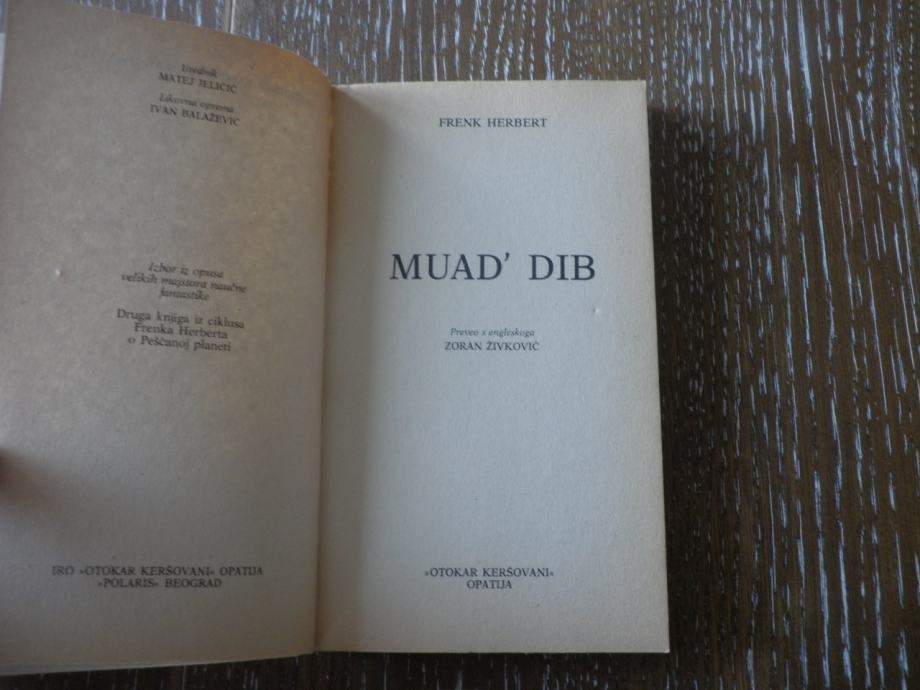 Urednik
MATEJ JELIČIĆ
Likovna oprema
IVAN BALAŽEVIĆ
Izbor iz opusa
velikih majstora naučne
fantastike
Druga knjiga iz ciklusa
Frenka Herberta
o Peščanoj planeti
IRO »OTOKAR KERŠOVANI« OPATIJA
»POLARIS« BEOGRAD
FRENK HERBERT
MUAD' DIB
Preveo s engleskoga
ZORAN ŽIVKOVIĆ
»OTOKAR KERŠOVANI«
OPATIJA